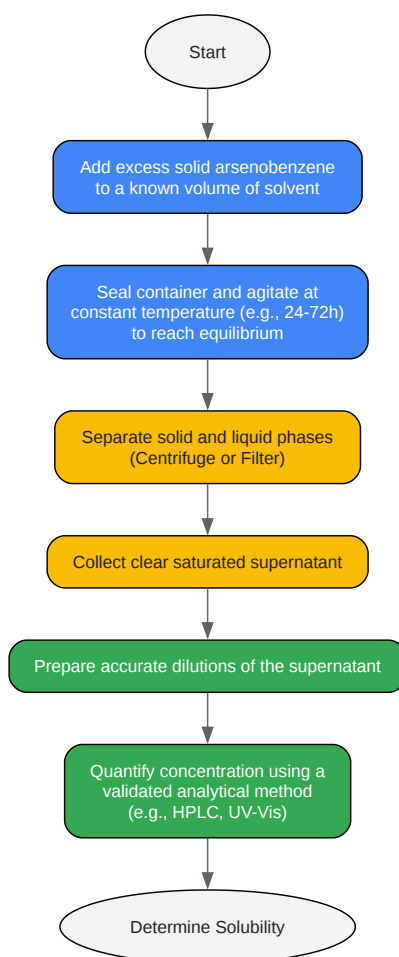 Start
Add excess solid arsenobenzene
to a known volume of solvent
Seal container and agitate at
constant temperature (e.g., 24-72h)
to reach equilibrium
Separate solid and liquid phases
(Centrifuge or Filter)
Collect clear saturated supernatant
Prepare accurate dilutions of the supernatant
Quantify concentration using a
validated analytical method
(e.g., HPLC, UV-Vis)
Determine Solubility